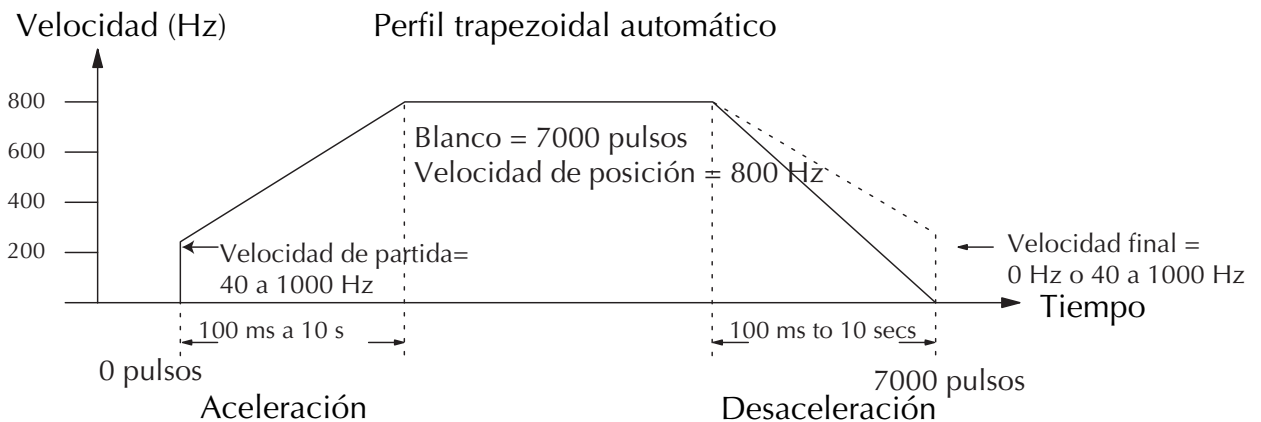 Velocidad (Hz)
Perfil trapezoidal automático
800
600
400
200
Blanco = 7000 pulsos
Velocidad de posición = 800 Hz
Velocidad de partida=
40 a 1000 Hz
Velocidad final =
0 Hz o 40 a 1000 Hz
Tiempo
100 ms a 10 s
100 ms to 10 secs
0 pulsos
7000 pulsos
Aceleración
Desaceleración